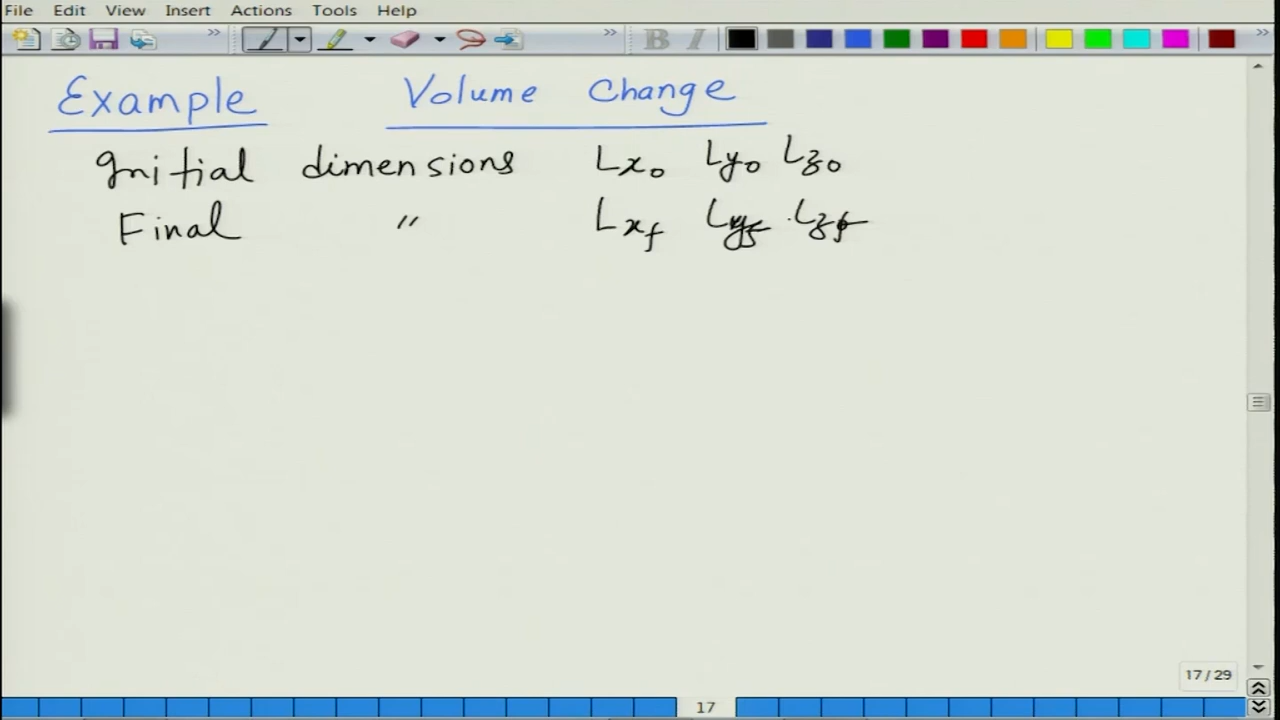 File Edit View Insert Actions Tools Help
B I
Example Volume Change
Initial dimensions Lx₀ Ly₀ Lz₀
Final " Lxf Lyf Lzf
17 / 29
17